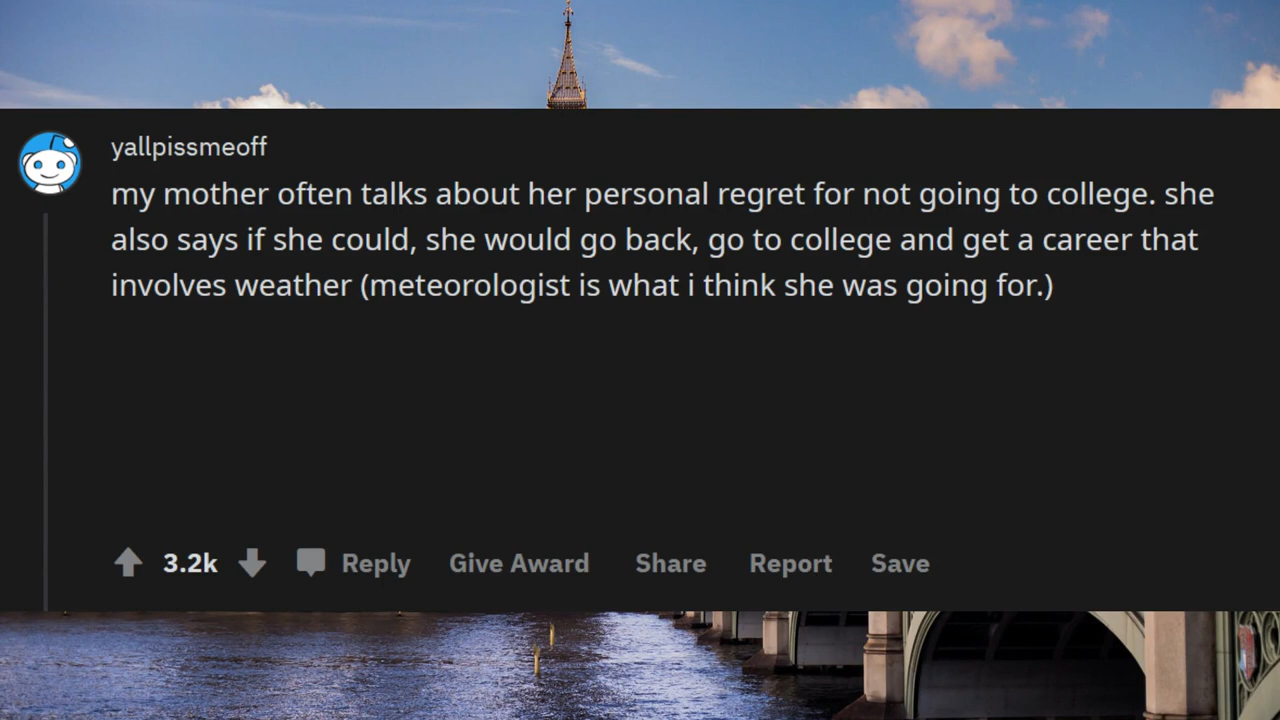 yallpissmeoff
my mother often talks about her personal regret for not going to college. she
also says if she could, she would go back, go to college and get a career that
involves weather (meteorologist is what i think she was going for.)
3.2k Reply Give Award Share Report Save